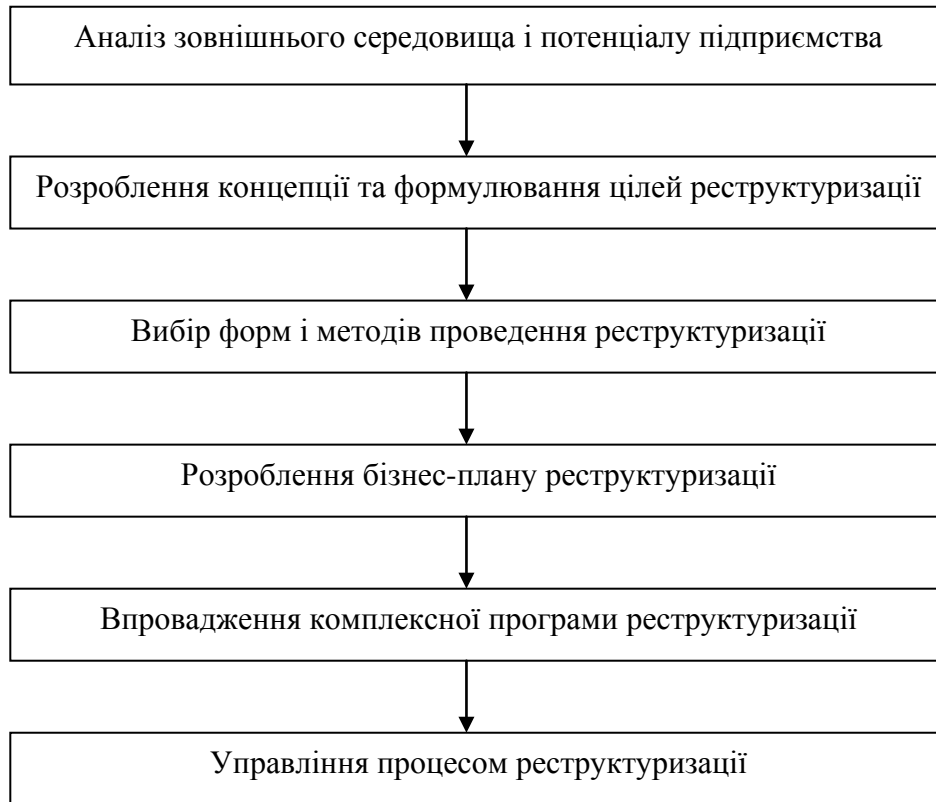 Аналіз зовнішнього середовища і потенціалу підприємства
Розроблення концепції та формулювання цілей реструктуризації
Вибір форм і методів проведення реструктуризації
Розроблення бізнес-плану реструктуризації
Впровадження комплексної програми реструктуризації
Управління процесом реструктуризації